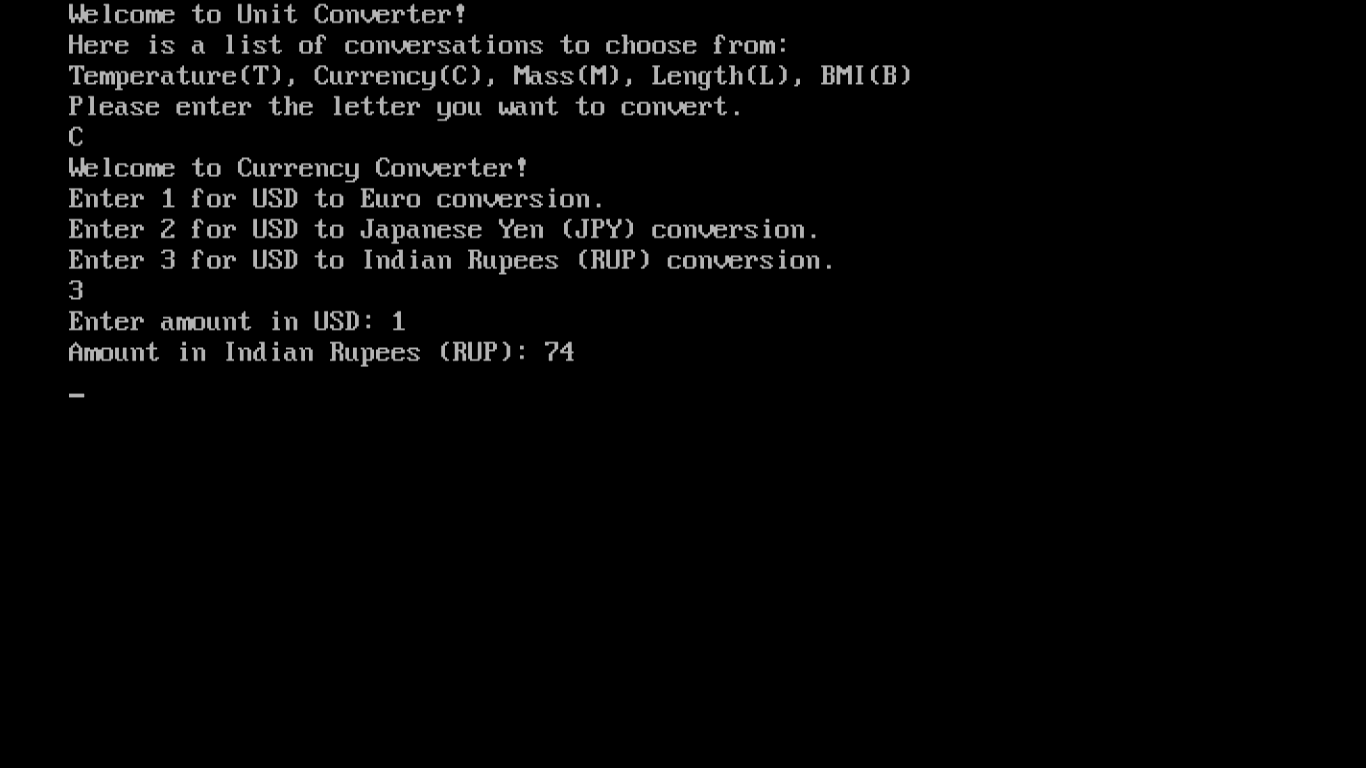 Welcome to Unit Converter!
Here is a list of conversations to choose from:
Temperature(T), Currency(C), Mass(M), Length(L), BMI(B)
Please enter the letter you want to convert.
C
Welcome to Currency Converter!
Enter 1 for USD to Euro conversion.
Enter 2 for USD to Japanese Yen (JPY) conversion.
Enter 3 for USD to Indian Rupees (RUP) conversion.
3
Enter amount in USD: 1
Amount in Indian Rupees (RUP): 74
_